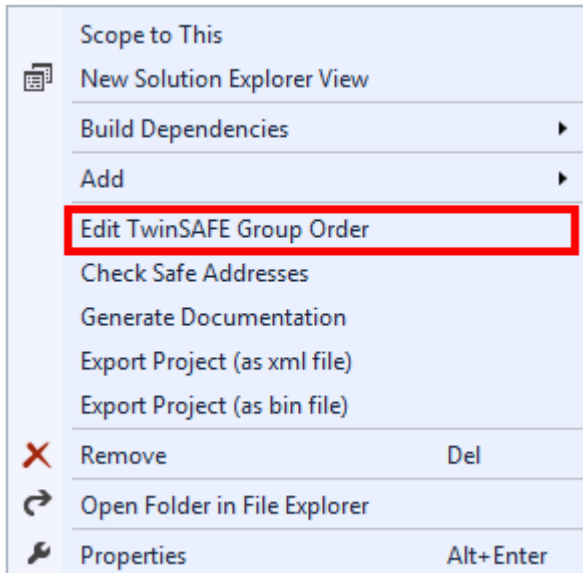 Scope to This
New Solution Explorer View
Build Dependencies
Add
Edit TwinSAFE Group Order
Check Safe Addresses
Generate Documentation
Export Project (as xml file)
Export Project (as bin file)
Remove Del
Open Folder in File Explorer
Properties Alt+Enter